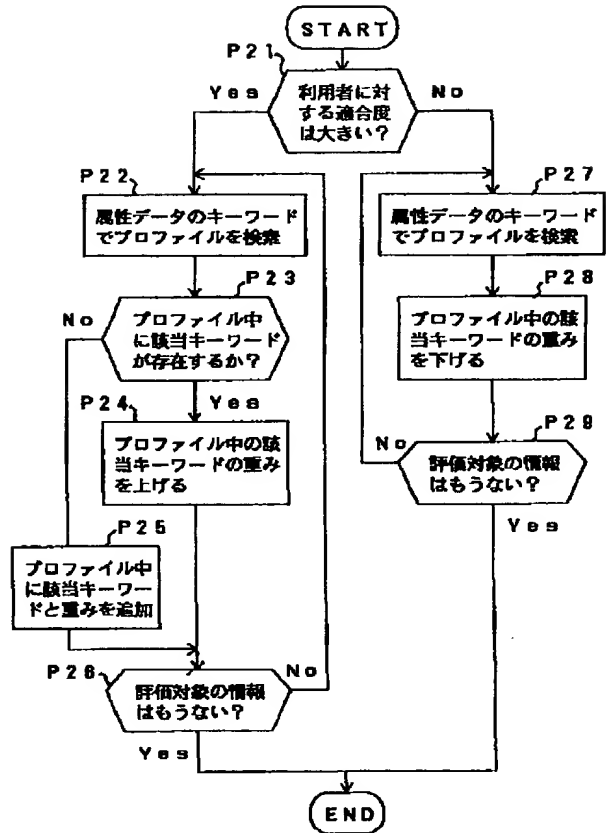 START
P21
利用者に対
する適合度
は大きい?
Yes
No
P22
属性データのキーワード
でプロファイルを検索
P23
プロファイル中
に該当キーワード
が存在するか?
No
Yes
P24
プロファイル中の該
当キーワードの重み
を上げる
P25
プロファイル中
に該当キーワー
ドと重みを追加
P26
評価対象の情報
はもうない?
No
Yes
P27
属性データのキーワード
でプロファイルを検索
P28
プロファイル中の該
当キーワードの重み
を下げる
P29
評価対象の情報
はもうない?
No
Yes
END